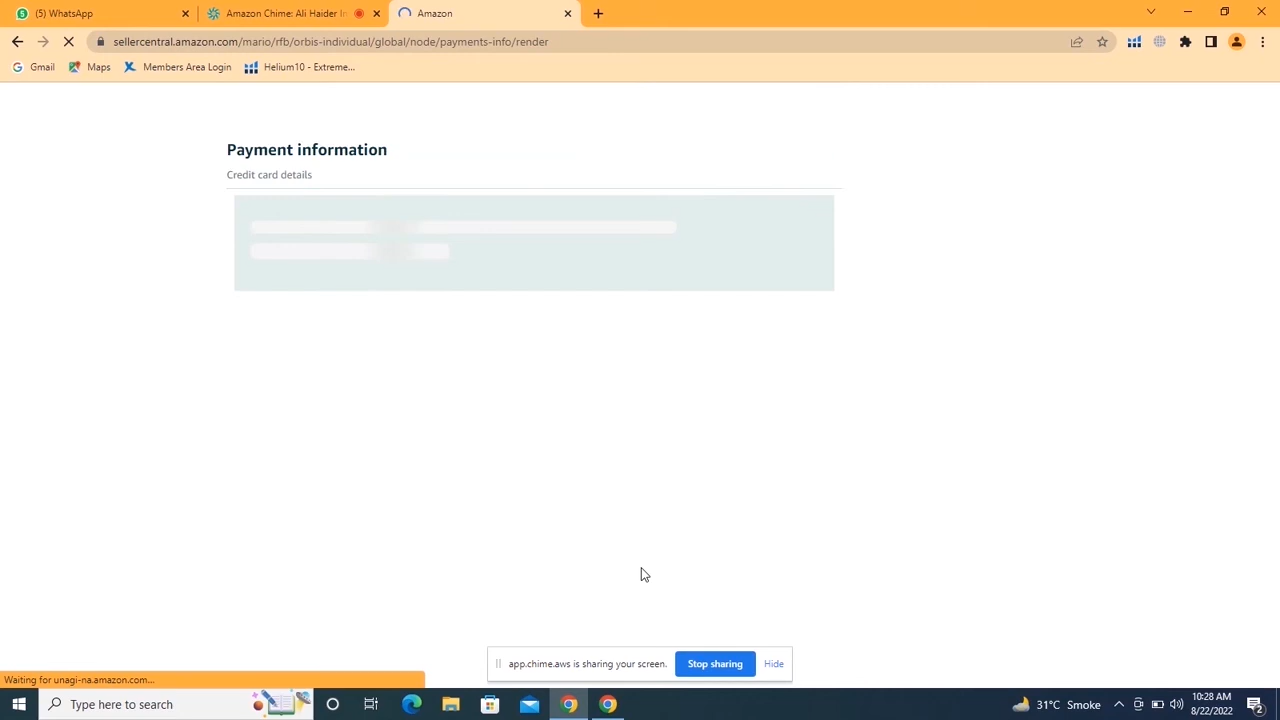 5
(5) WhatsApp
Amazon Chime: Ali Haider In
Amazon
sellercentral.amazon.com/mario/rfb/orbis-individual/global/node/payments-info/render
Gmail
Maps
Members Area Login
Helium10 - Extreme...
Payment information
Credit card details
app.chime.aws is sharing your screen.
Stop sharing
Hide
Waiting for unagi-na.amazon.com...
Type here to search
31°C Smoke
10:28 AM
8/22/2022
2